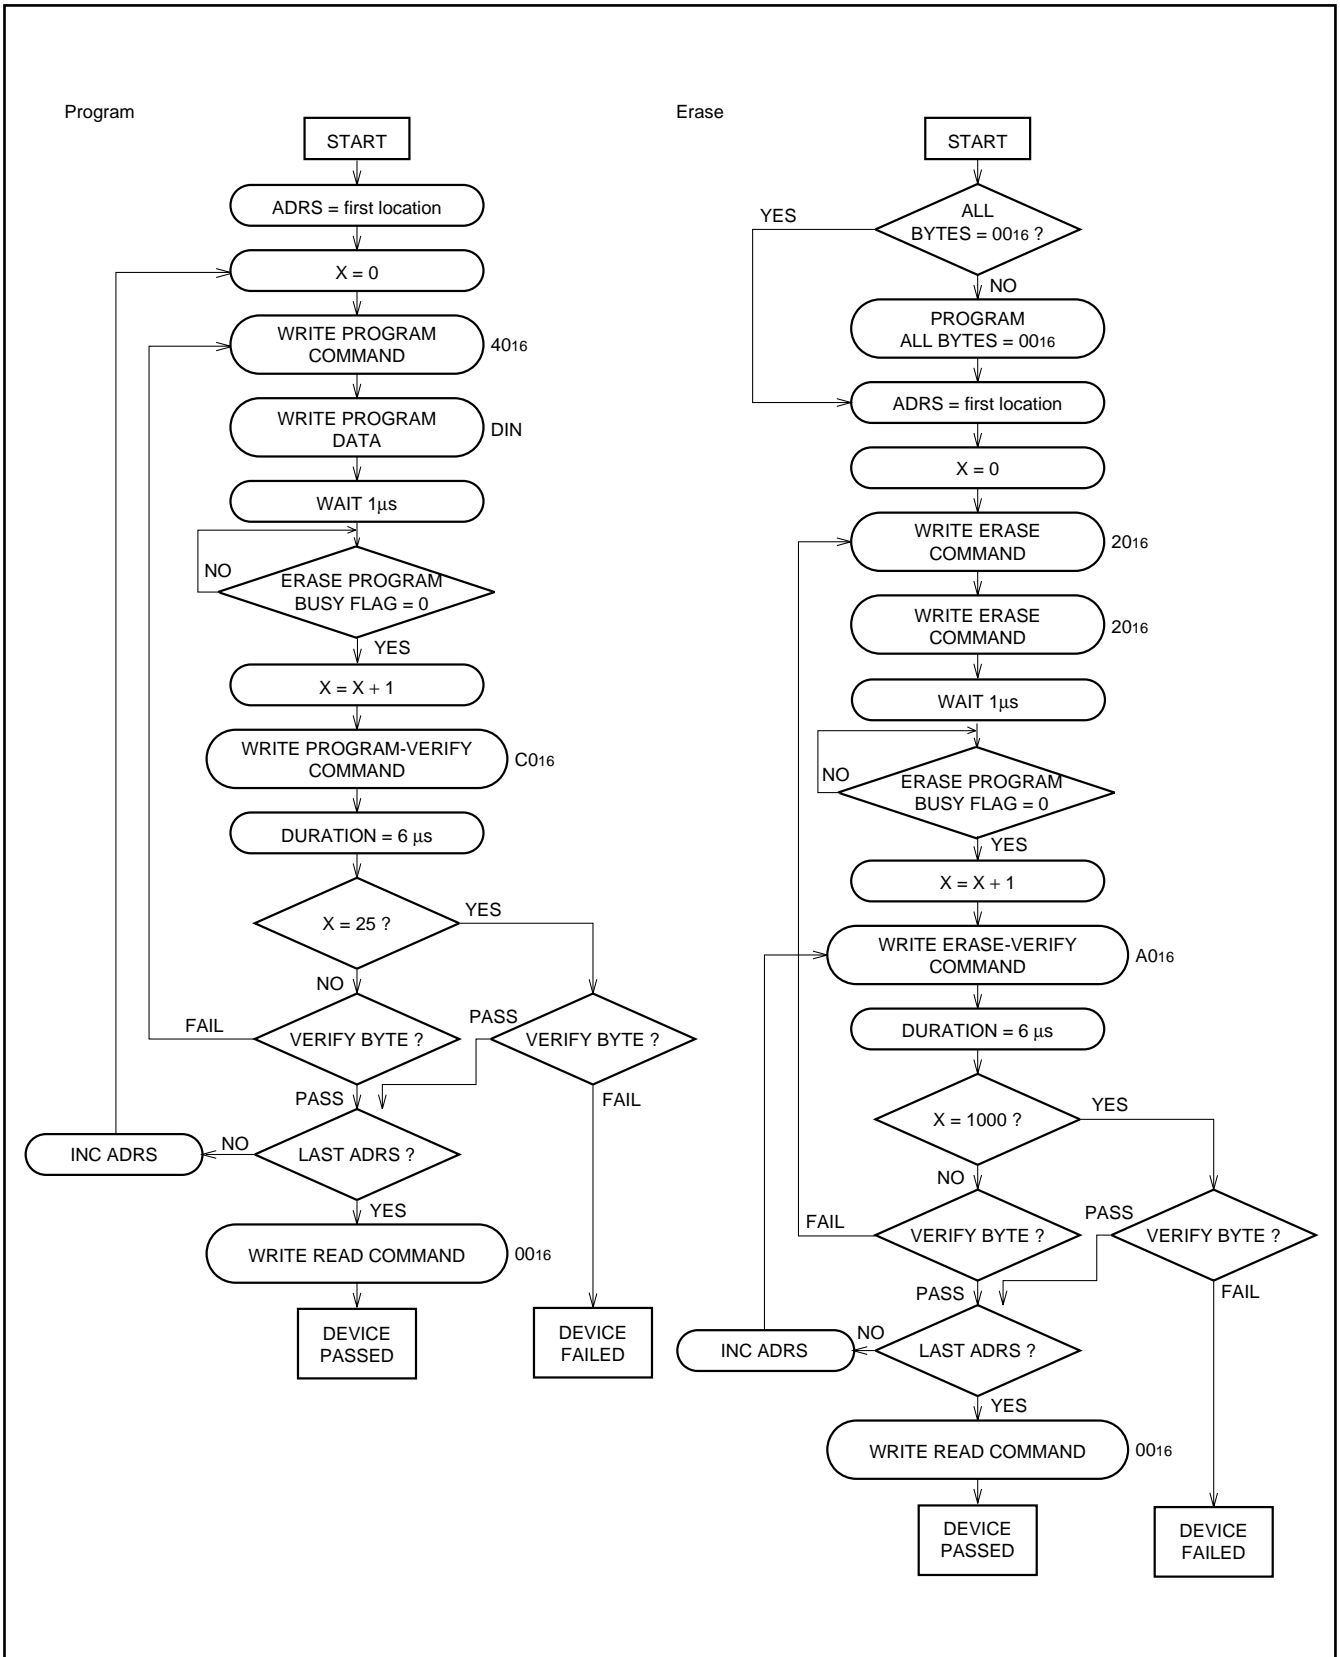 Program
START
ADRS = first location
X = 0
WRITE PROGRAM
COMMAND
4016
WRITE PROGRAM
DATA
DIN
WAIT 1μs
NO
ERASE PROGRAM
BUSY FLAG = 0
YES
X = X + 1
WRITE PROGRAM-VERIFY
COMMAND
C016
DURATION = 6 μs
X = 25 ?
YES
NO
FAIL
VERIFY BYTE ?
PASS
VERIFY BYTE ?
PASS
FAIL
INC ADRS
NO
LAST ADRS ?
YES
WRITE READ COMMAND
0016
DEVICE
PASSED
DEVICE
FAILED
Erase
START
YES
ALL
BYTES = 0016 ?
NO
PROGRAM
ALL BYTES = 0016
ADRS = first location
X = 0
WRITE ERASE
COMMAND
2016
WRITE ERASE
COMMAND
2016
WAIT 1μs
NO
ERASE PROGRAM
BUSY FLAG = 0
YES
X = X + 1
WRITE ERASE-VERIFY
COMMAND
A016
DURATION = 6 μs
X = 1000 ?
YES
NO
FAIL
VERIFY BYTE ?
PASS
VERIFY BYTE ?
PASS
FAIL
INC ADRS
NO
LAST ADRS ?
YES
WRITE READ COMMAND
0016
DEVICE
PASSED
DEVICE
FAILED